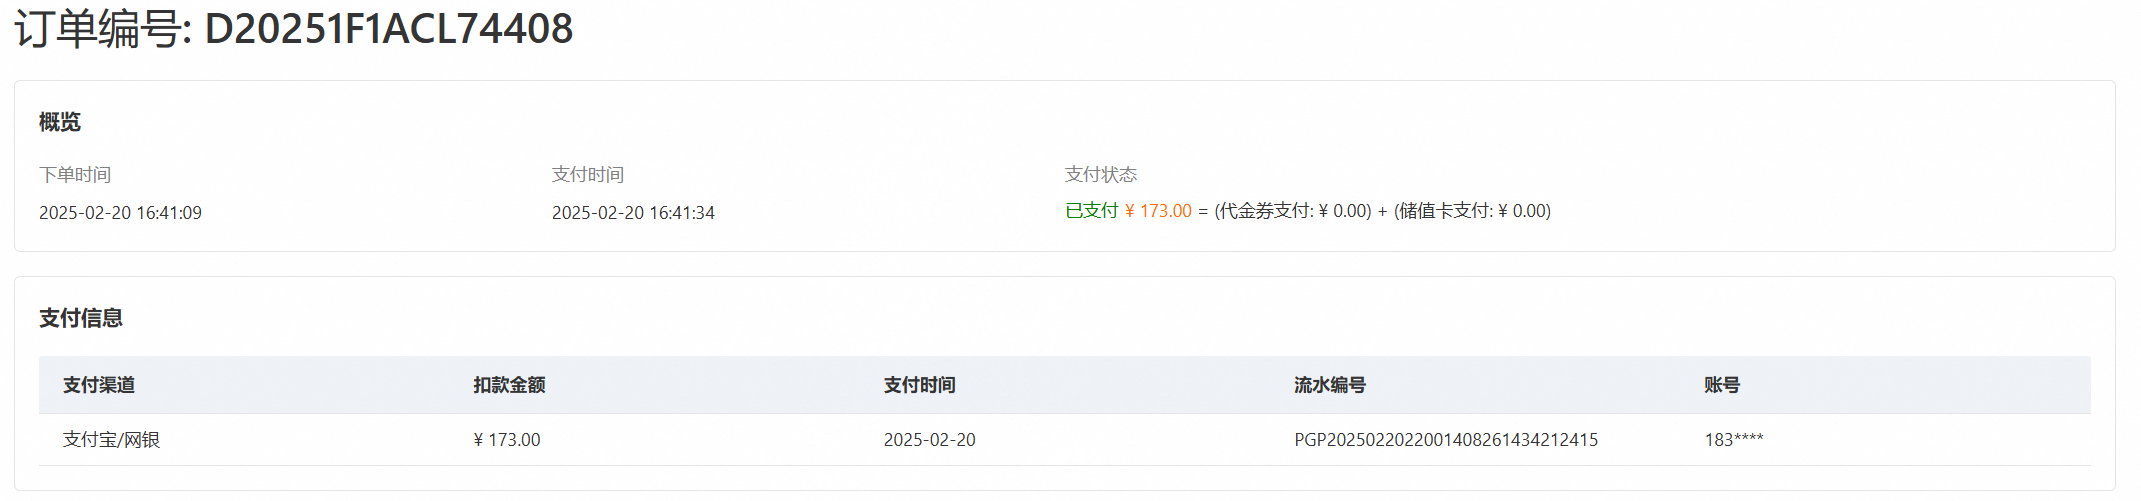 订单编号: D20251F1ACL74408
概览
下单时间 支付时间 支付状态
2025-02-20 16:41:09 2025-02-20 16:41:34 已支付 ¥ 173.00 = (代金券支付: ¥ 0.00) + (储值卡支付: ¥ 0.00)
支付信息
支付渠道 扣款金额 支付时间 流水编号 账号
支付宝/网银 ¥ 173.00 2025-02-20 PGP2025022022001408261434212415 183****